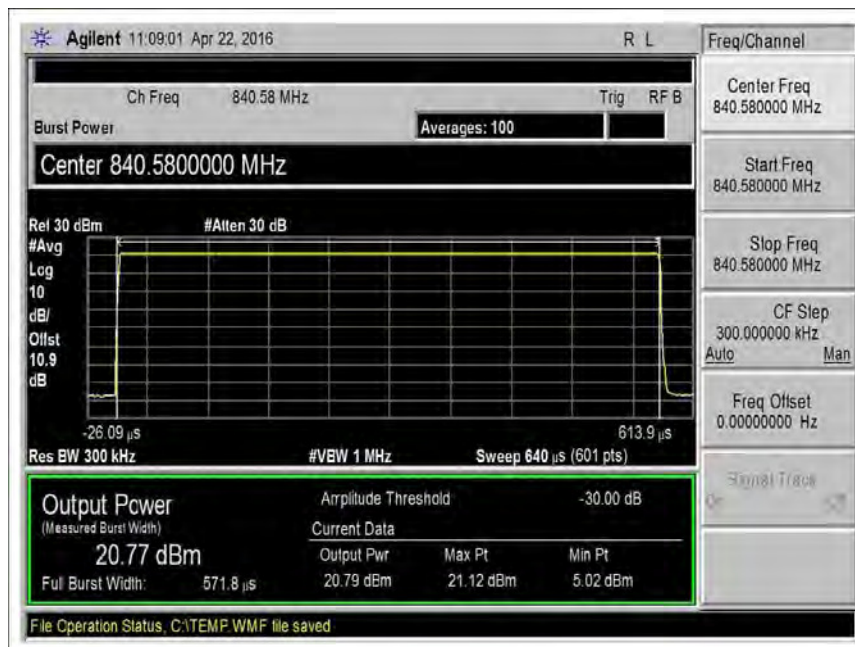 Agilent 11:09:01 Apr 22, 2016 R L
Freq/Channel
Ch Freq 840.58 MHz Trig RF B
Burst Power Averages: 100
Center 840.5800000 MHz
Ref 30 dBm #Atten 30 dB
#Avg
Log
10
dB/
Offst
10.9
dB
-26.09 µs 613.9 µs
Res BW 300 kHz #VBW 1 MHz Sweep 640 µs (601 pts)
Output Power
(Measured Burst Width)
20.77 dBm
Full Burst Width: 571.8 µs
Amplitude Threshold -30.00 dB
Current Data
Output Pwr Max Pt Min Pt
20.79 dBm 21.12 dBm 5.02 dBm
File Operation Status, C:\TEMP.WMF file saved
Center Freq
840.580000 MHz
Start Freq
840.580000 MHz
Stop Freq
840.580000 MHz
CF Step
300.000000 kHz
Auto Man
Freq Offset
0.00000000 Hz
Signal Track